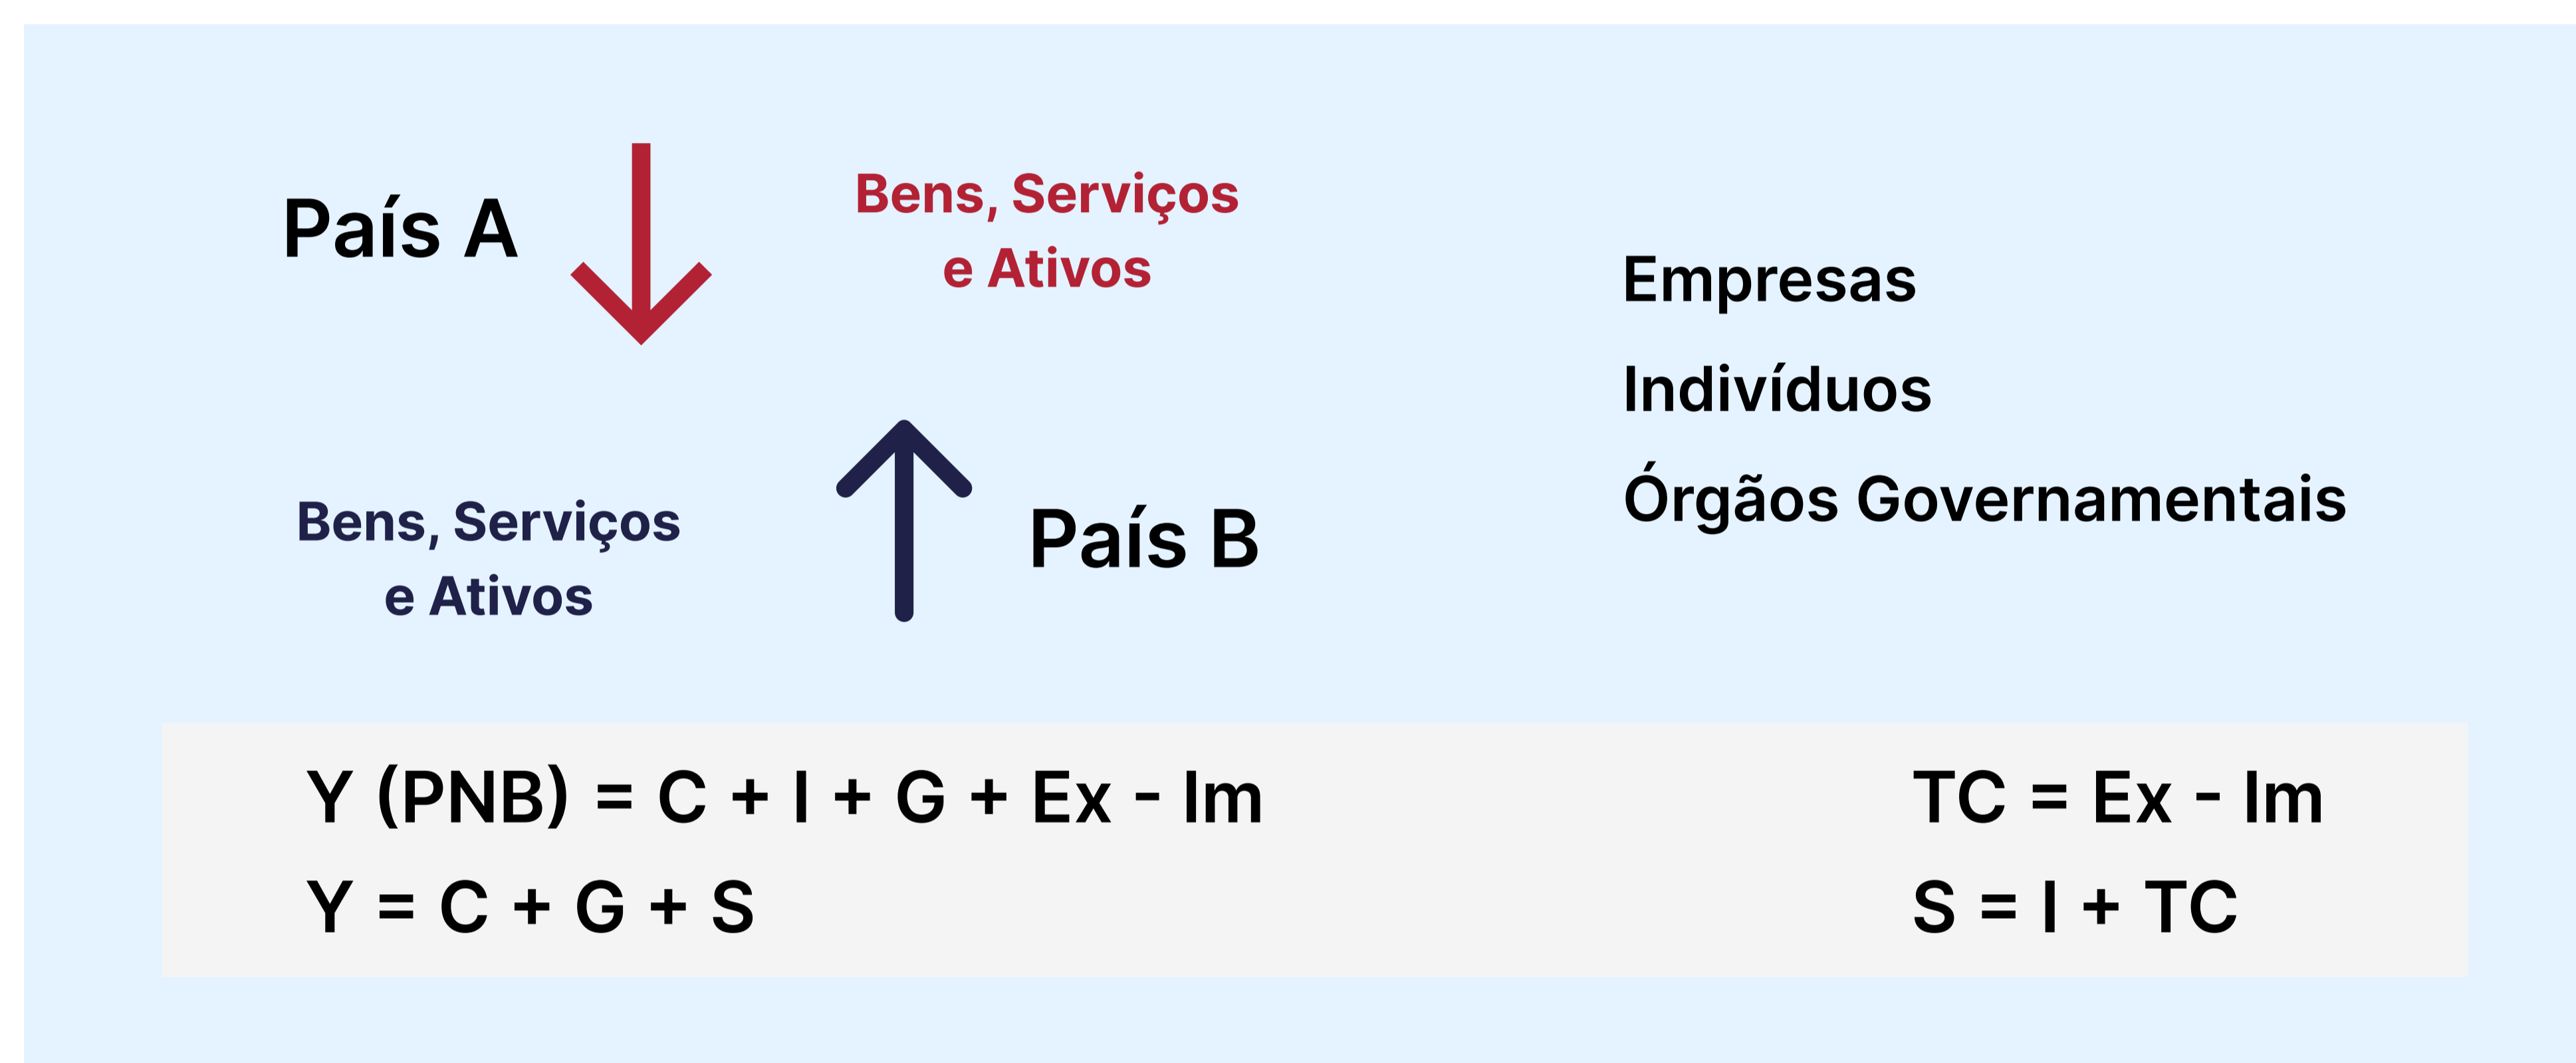 País A
Bens, Serviços
e Ativos
Bens, Serviços
e Ativos
País B
Empresas
Indivíduos
Órgãos Governamentais
Y (PNB) = C + I + G + Ex - Im
Y = C + G + S
TC = Ex - Im
S = I + TC